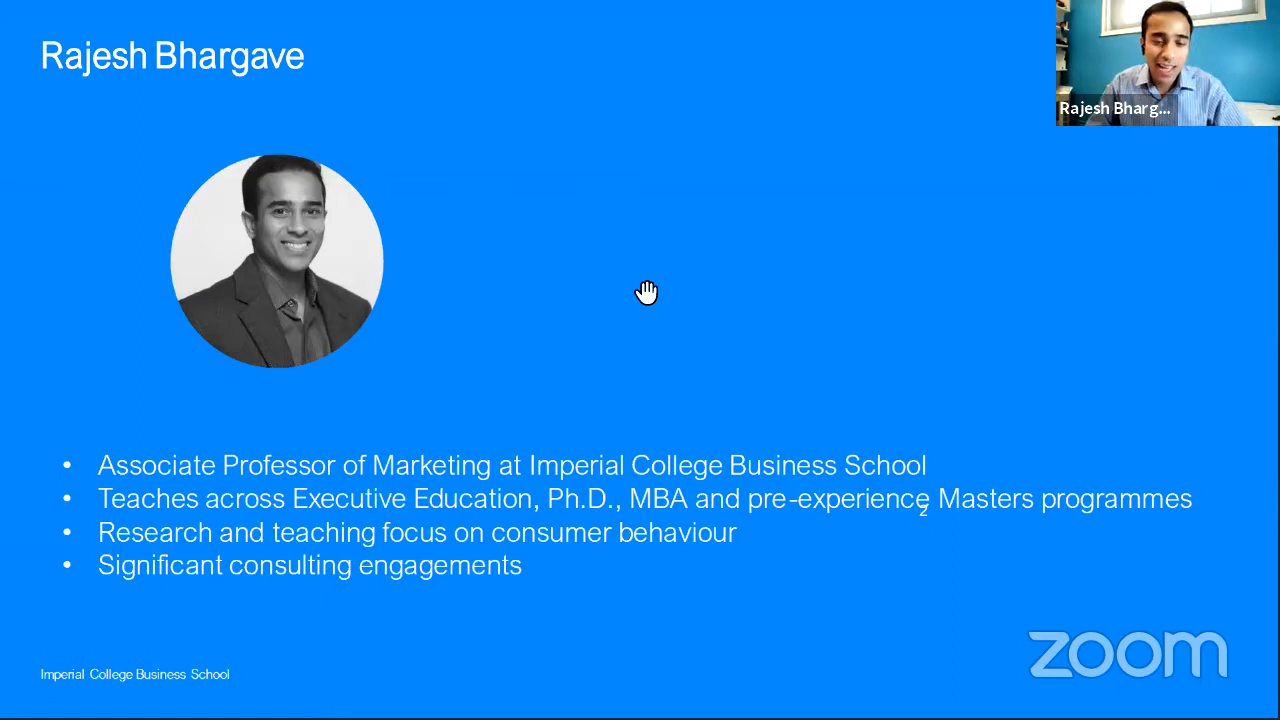 Rajesh Bhargave
Rajesh Bharg...
• Associate Professor of Marketing at Imperial College Business School
• Teaches across Executive Education, Ph.D., MBA and pre-experience Masters programmes
2
• Research and teaching focus on consumer behaviour
• Significant consulting engagements
Imperial College Business School
zoom